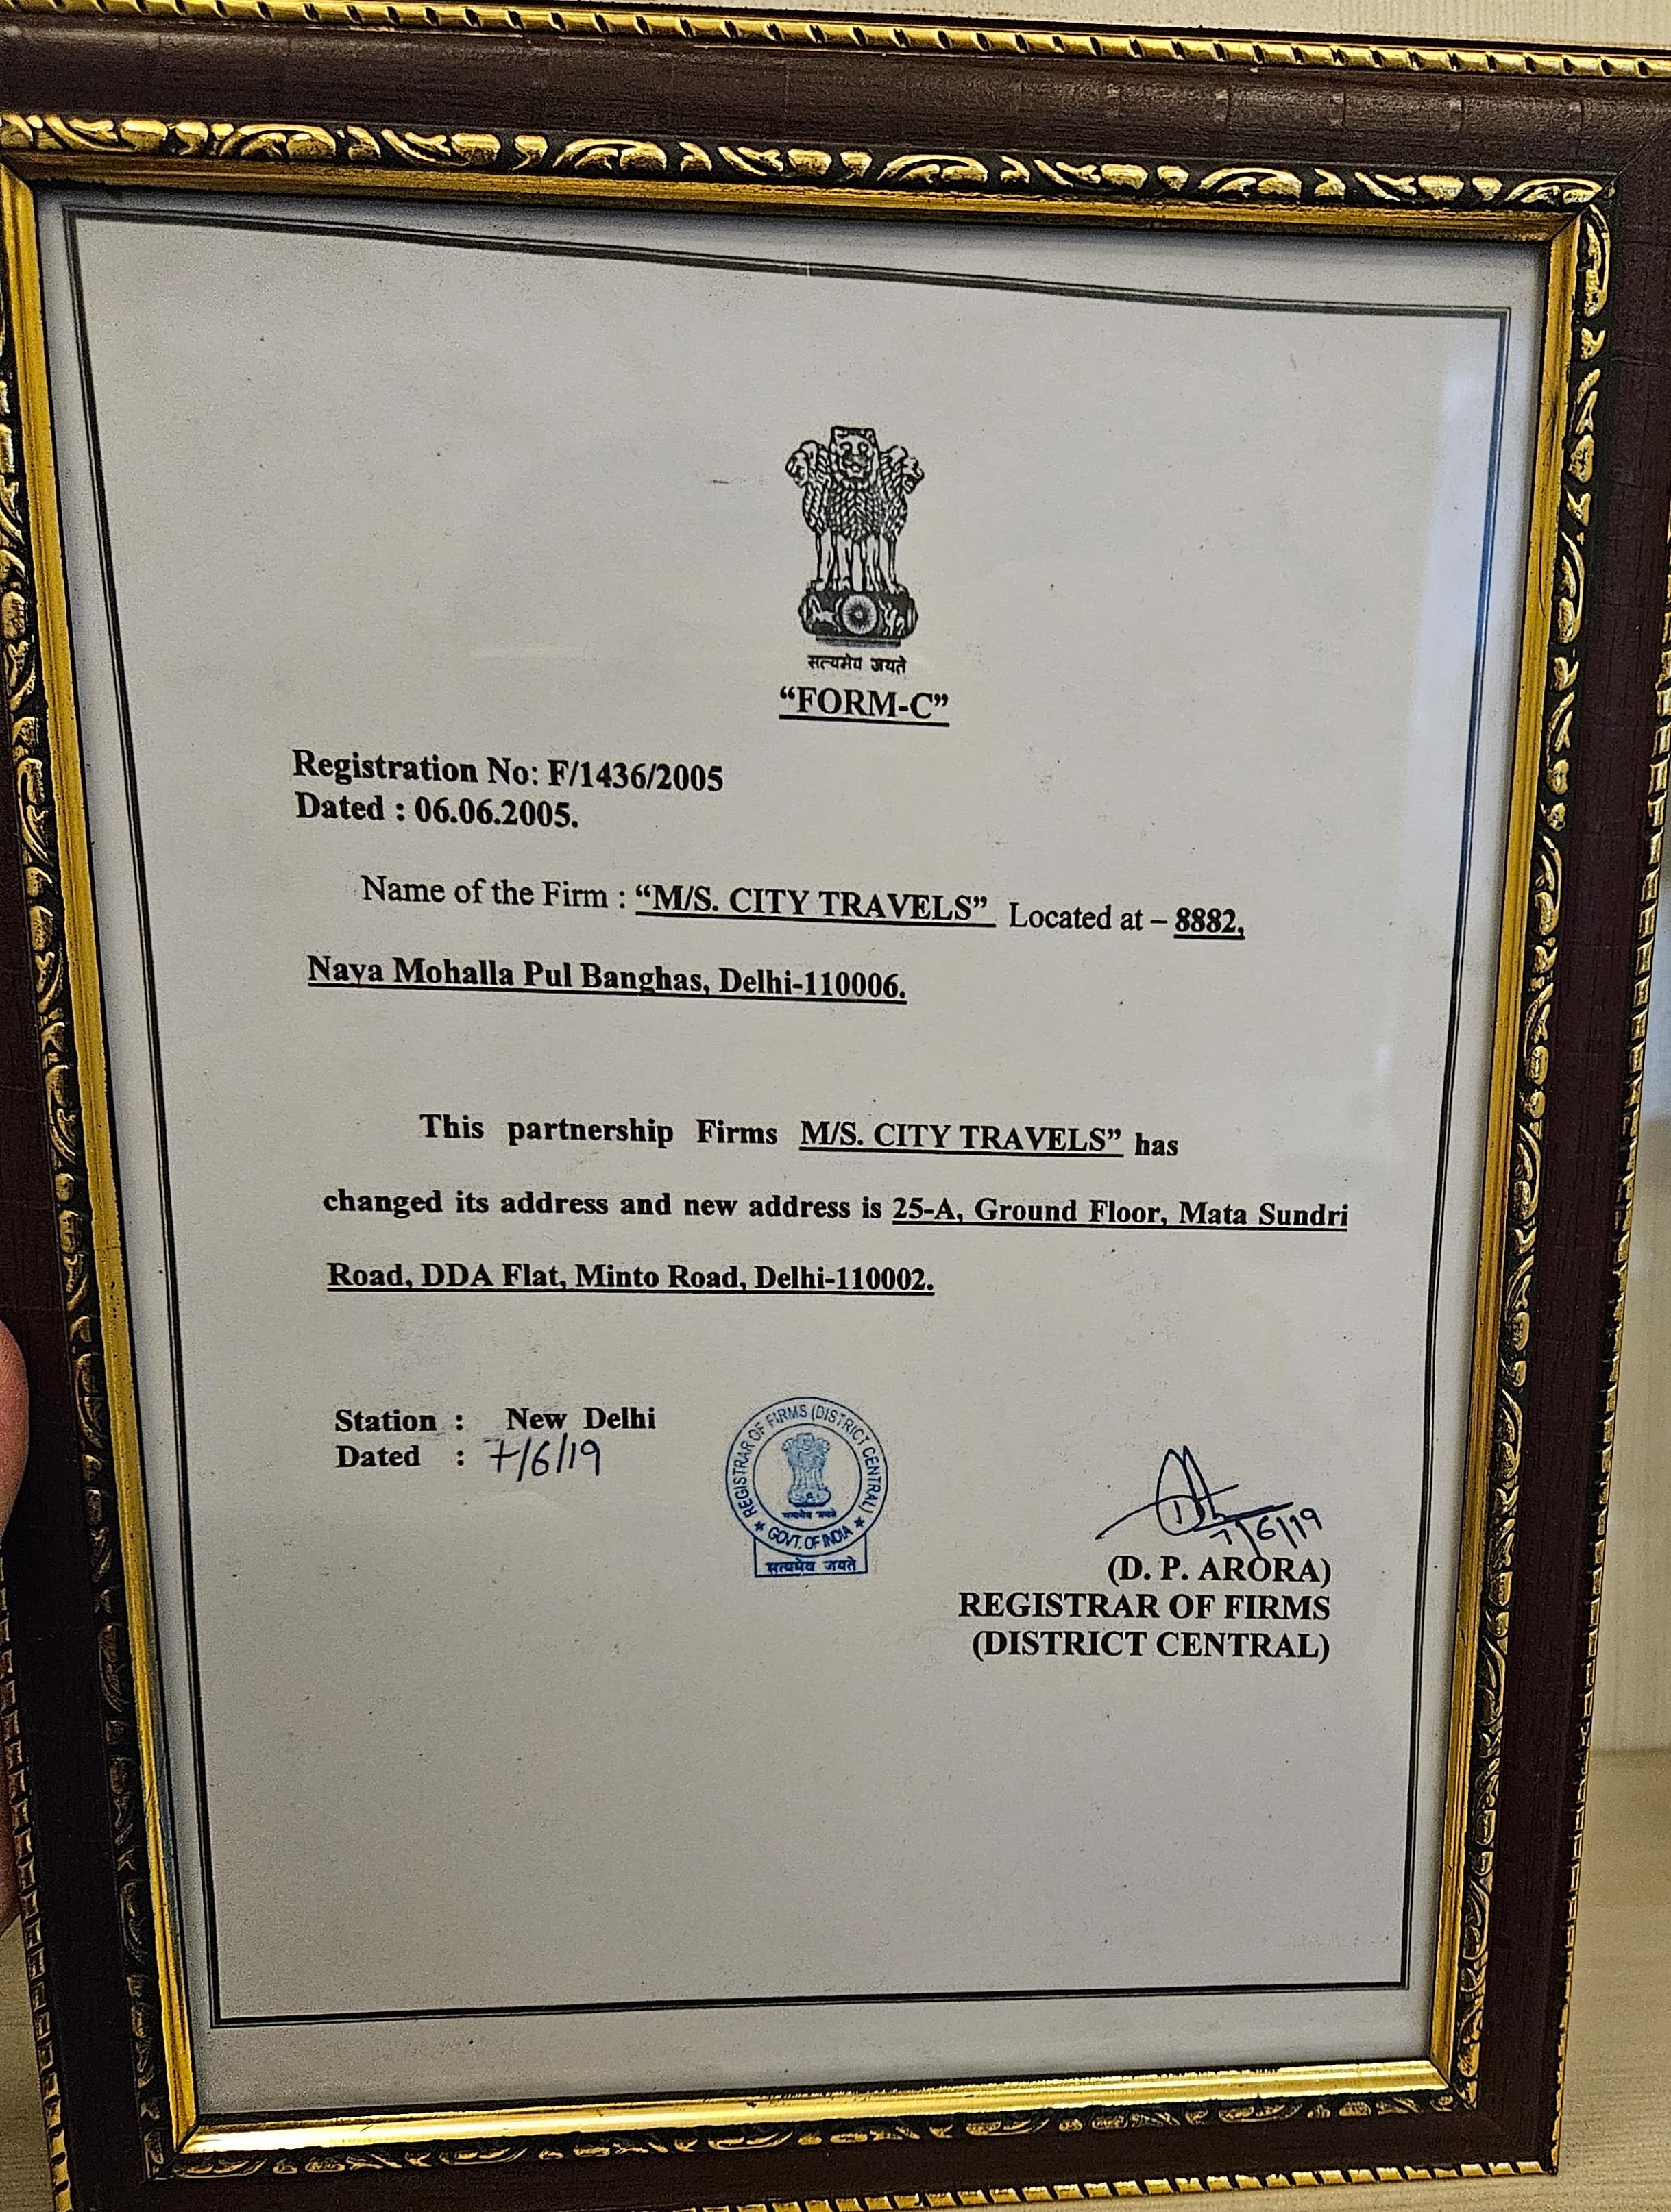 सत्यमेव जयते
“FORM-C”
Registration No: F/1436/2005
Dated : 06.06.2005.
Name of the Firm : “M/S. CITY TRAVELS” Located at – 8882,
Naya Mohalla Pul Banghas, Delhi-110006.
This partnership Firms M/S. CITY TRAVELS” has
changed its address and new address is 25-A, Ground Floor, Mata Sundri
Road, DDA Flat, Minto Road, Delhi-110002.
Station : New Delhi
Dated : 7/6/19
REGISTRAR OF FIRMS (DISTRICT CENTRAL)
★ GOVT. OF INDIA ★
सत्यमेव जयते
सत्यमेव जयते
7/6/19
(D. P. ARORA)
REGISTRAR OF FIRMS
(DISTRICT CENTRAL)